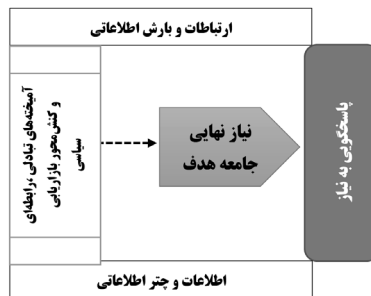 ارتباطات و بارش اطلاعاتی
پاسخگویی به نیاز
نیاز نهایی
جامعه هدف
آمیخته‌های تبادلی ،رابطه‌ای
و کنش‌محور بازاریابی
سیاسی
اطلاعات و چتر اطلاعاتی